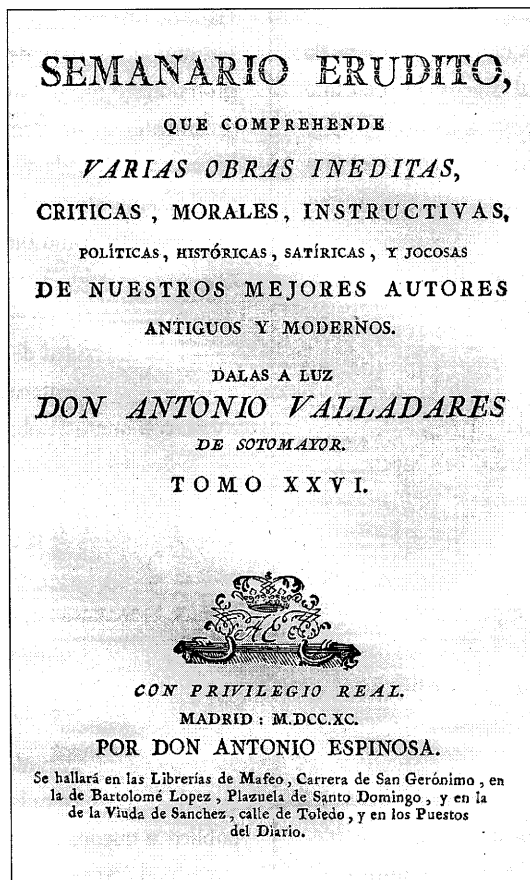 SEMANARIO ERUDITO,
QUE COMPREHENDE
VARIAS OBRAS INEDITAS,
CRITICAS, MORALES, INSTRUCTIVAS,
POLÍTICAS, HISTÓRICAS, SATÍRICAS, Y JOCOSAS
DE NUESTROS MEJORES AUTORES
ANTIGUOS Y MODERNOS.
DALAS A LUZ
DON ANTONIO VALLADARES
DE SOTOMAYOR.
TOMO XXVI.
CON PRIVILEGIO REAL.
MADRID : M.DCC.XC.
POR DON ANTONIO ESPINOSA.
Se hallará en las Librerías de Mafeo, Carrera de San Gerónimo, en
la de Bartolomé Lopez, Plazuela de Santo Domingo, y en la
de la Viuda de Sanchez, calle de Toledo, y en los Puestos
del Diario.